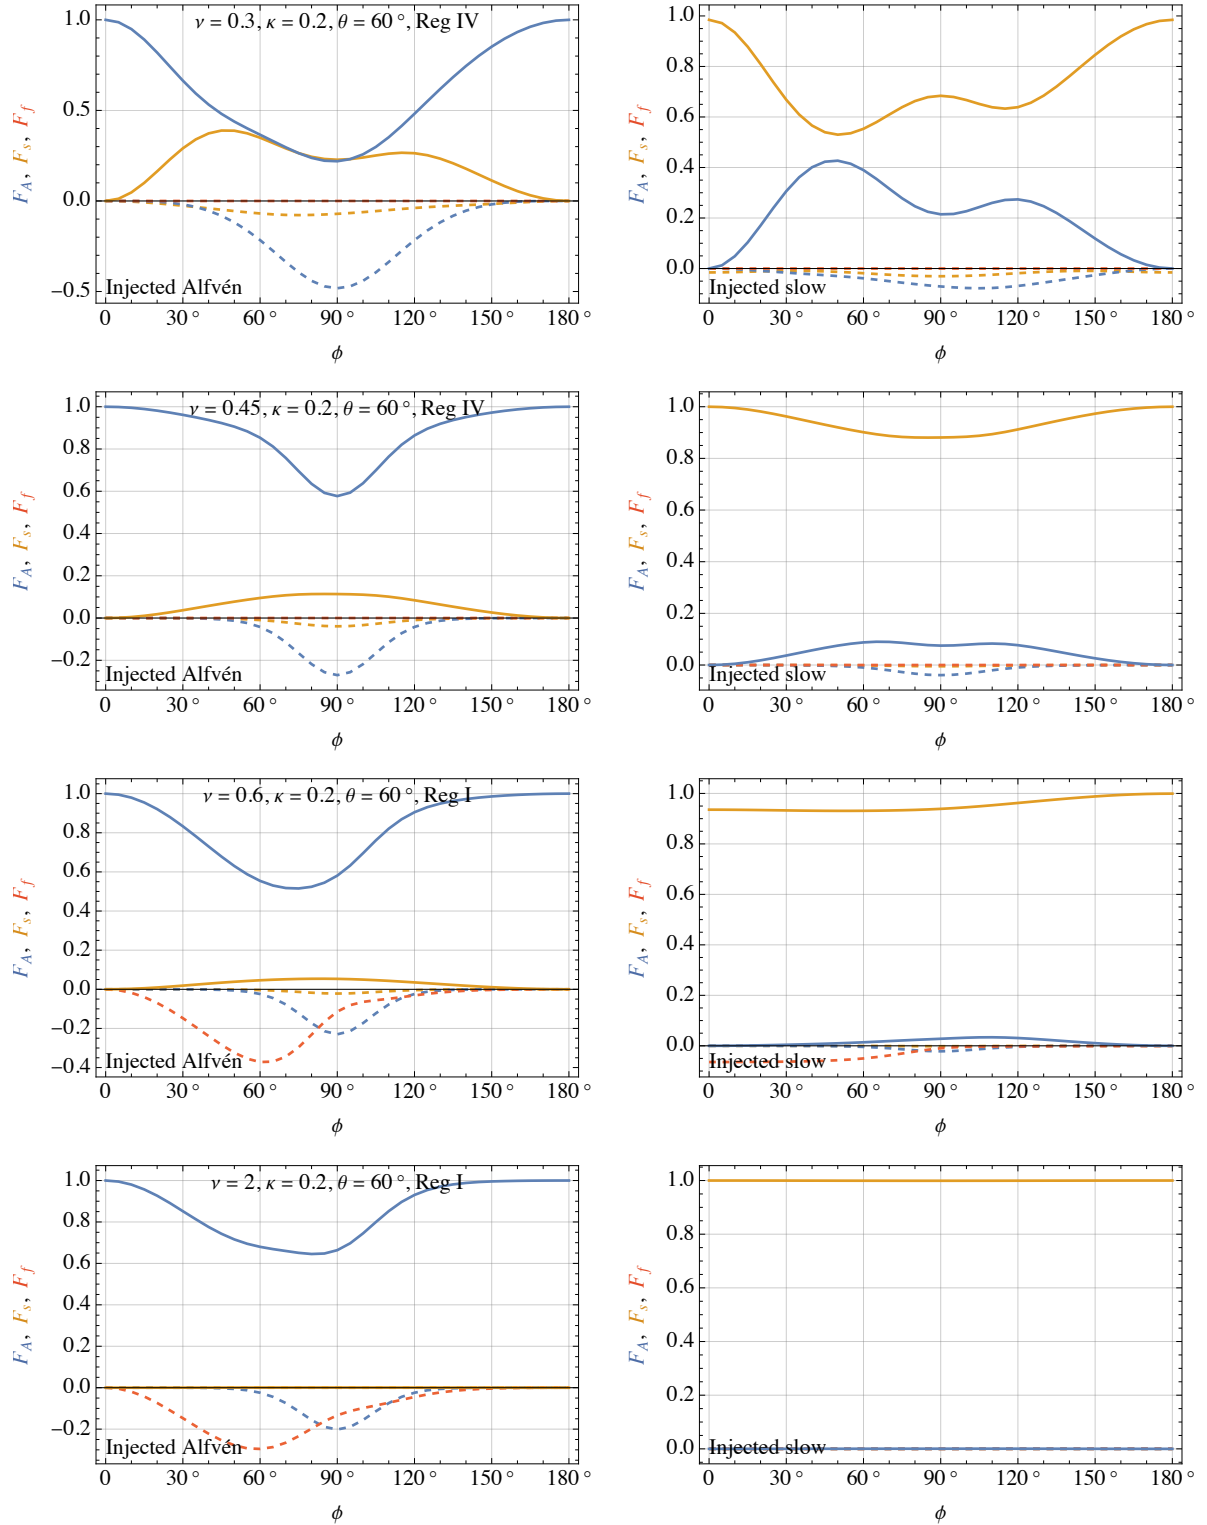 ν = 0.3, κ = 0.2, θ = 60 °, Reg IV
F_A, F_s, F_f
1.0
0.5
0.0
−0.5
Injected Alfvén
0 30 ° 60 ° 90 ° 120 ° 150 ° 180 °
ϕ
F_A, F_s, F_f
1.0
0.8
0.6
0.4
0.2
0.0
Injected slow
0 30 ° 60 ° 90 ° 120 ° 150 ° 180 °
ϕ
ν = 0.45, κ = 0.2, θ = 60 °, Reg IV
F_A, F_s, F_f
1.0
0.8
0.6
0.4
0.2
0.0
−0.2
Injected Alfvén
0 30 ° 60 ° 90 ° 120 ° 150 ° 180 °
ϕ
F_A, F_s, F_f
1.0
0.8
0.6
0.4
0.2
0.0
Injected slow
0 30 ° 60 ° 90 ° 120 ° 150 ° 180 °
ϕ
ν = 0.6, κ = 0.2, θ = 60 °, Reg I
F_A, F_s, F_f
1.0
0.8
0.6
0.4
0.2
0.0
−0.2
−0.4
Injected Alfvén
0 30 ° 60 ° 90 ° 120 ° 150 ° 180 °
ϕ
F_A, F_s, F_f
1.0
0.8
0.6
0.4
0.2
0.0
Injected slow
0 30 ° 60 ° 90 ° 120 ° 150 ° 180 °
ϕ
ν = 2, κ = 0.2, θ = 60 °, Reg I
F_A, F_s, F_f
1.0
0.8
0.6
0.4
0.2
0.0
−0.2
Injected Alfvén
0 30 ° 60 ° 90 ° 120 ° 150 ° 180 °
ϕ
F_A, F_s, F_f
1.0
0.8
0.6
0.4
0.2
0.0
Injected slow
0 30 ° 60 ° 90 ° 120 ° 150 ° 180 °
ϕ